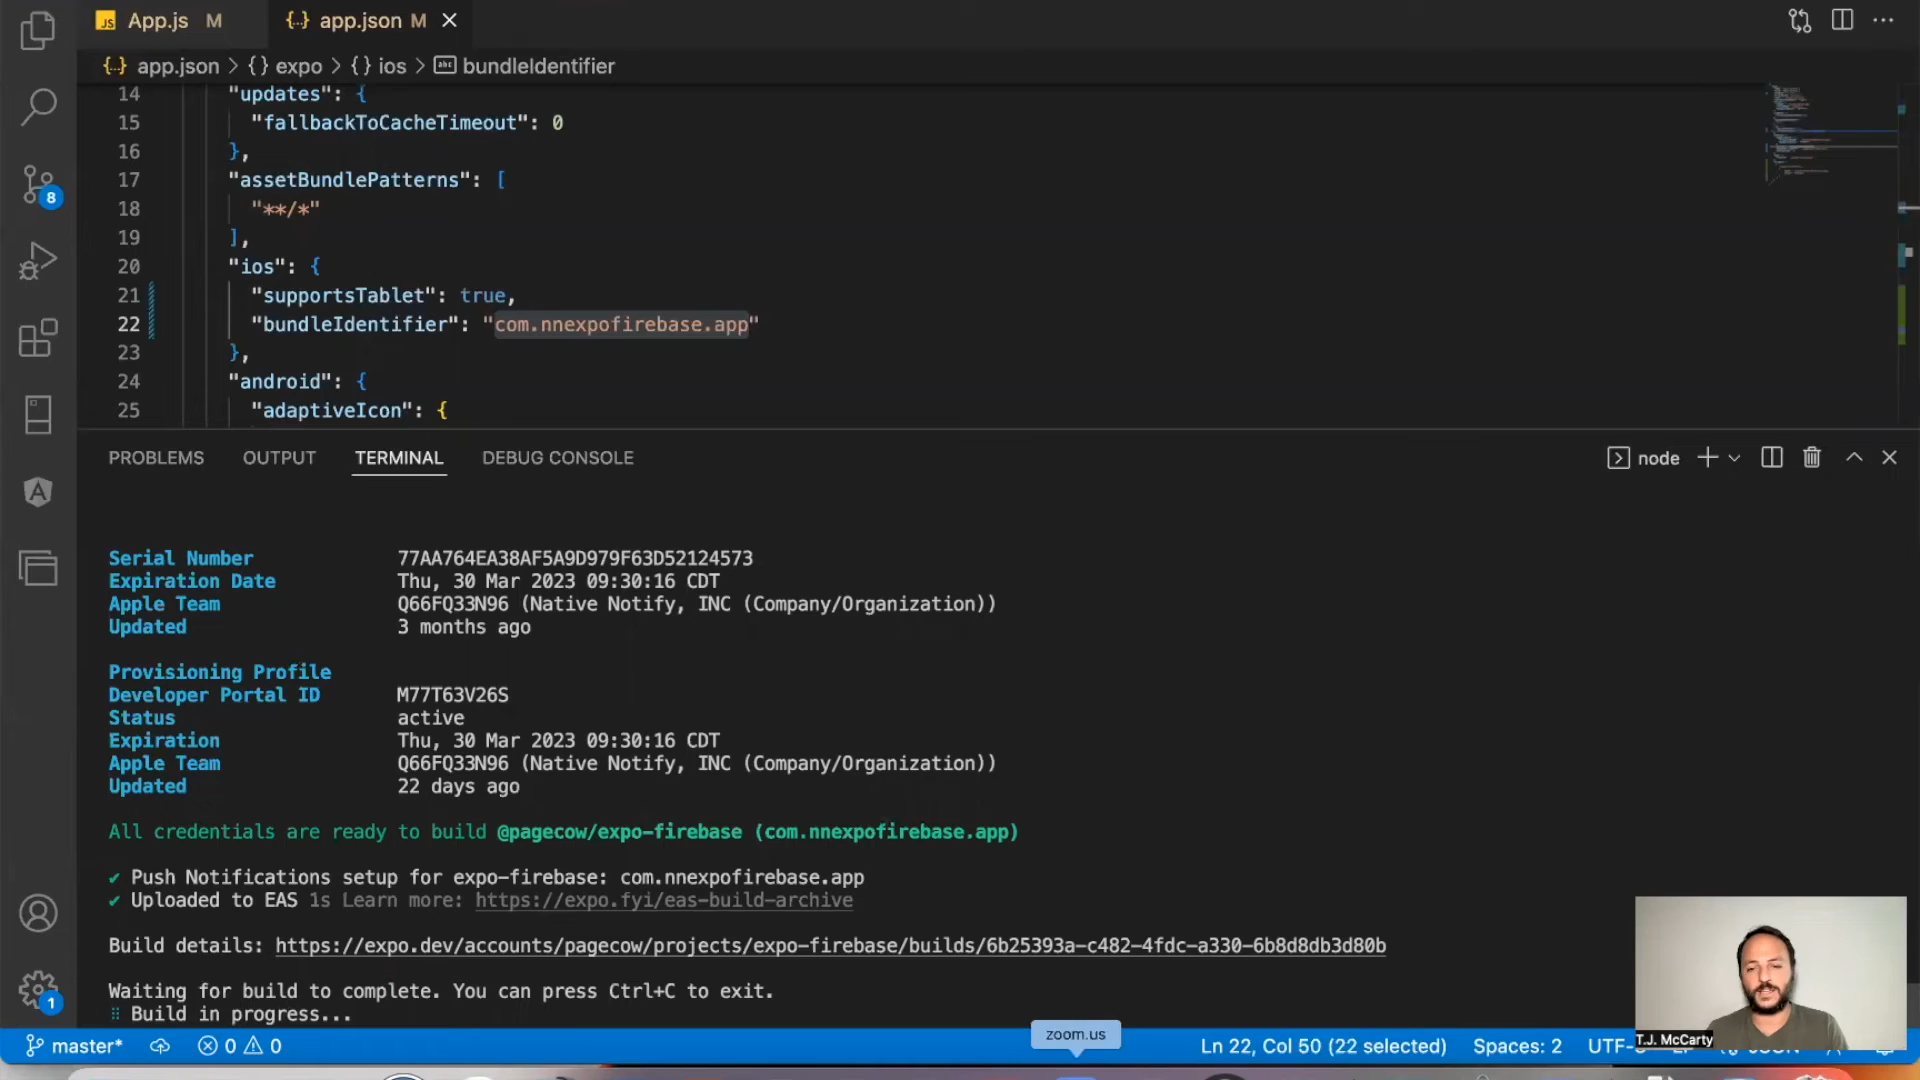 JS App.js M
{..} app.json M
{..} app.json > {} expo > {} ios > abc bundleIdentifier
14 "updates": {
15 "fallbackToCacheTimeout": 0
16 },
17 "assetBundlePatterns": [
18 "**/*"
19 ],
20 "ios": {
21 "supportsTablet": true,
22 "bundleIdentifier": "com.nnexpofirebase.app"
23 },
24 "android": {
25 "adaptiveIcon": {
8
PROBLEMS OUTPUT TERMINAL DEBUG CONSOLE
node
Serial Number 77AA764EA38AF5A9D979F63D52124573
Expiration Date Thu, 30 Mar 2023 09:30:16 CDT
Apple Team Q66FQ33N96 (Native Notify, INC (Company/Organization))
Updated 3 months ago
Provisioning Profile
Developer Portal ID M77T63V26S
Status active
Expiration Thu, 30 Mar 2023 09:30:16 CDT
Apple Team Q66FQ33N96 (Native Notify, INC (Company/Organization))
Updated 22 days ago
All credentials are ready to build @pagecow/expo-firebase (com.nnexpofirebase.app)
✔ Push Notifications setup for expo-firebase: com.nnexpofirebase.app
✔ Uploaded to EAS 1s Learn more: https://expo.fyi/eas-build-archive
Build details: https://expo.dev/accounts/pagecow/projects/expo-firebase/builds/6b25393a-c482-4fdc-a330-6b8d8db3d80b
Waiting for build to complete. You can press Ctrl+C to exit.
Build in progress...
1
zoom.us
T.J. McCarty
master* 0 0 Ln 22, Col 50 (22 selected) Spaces: 2